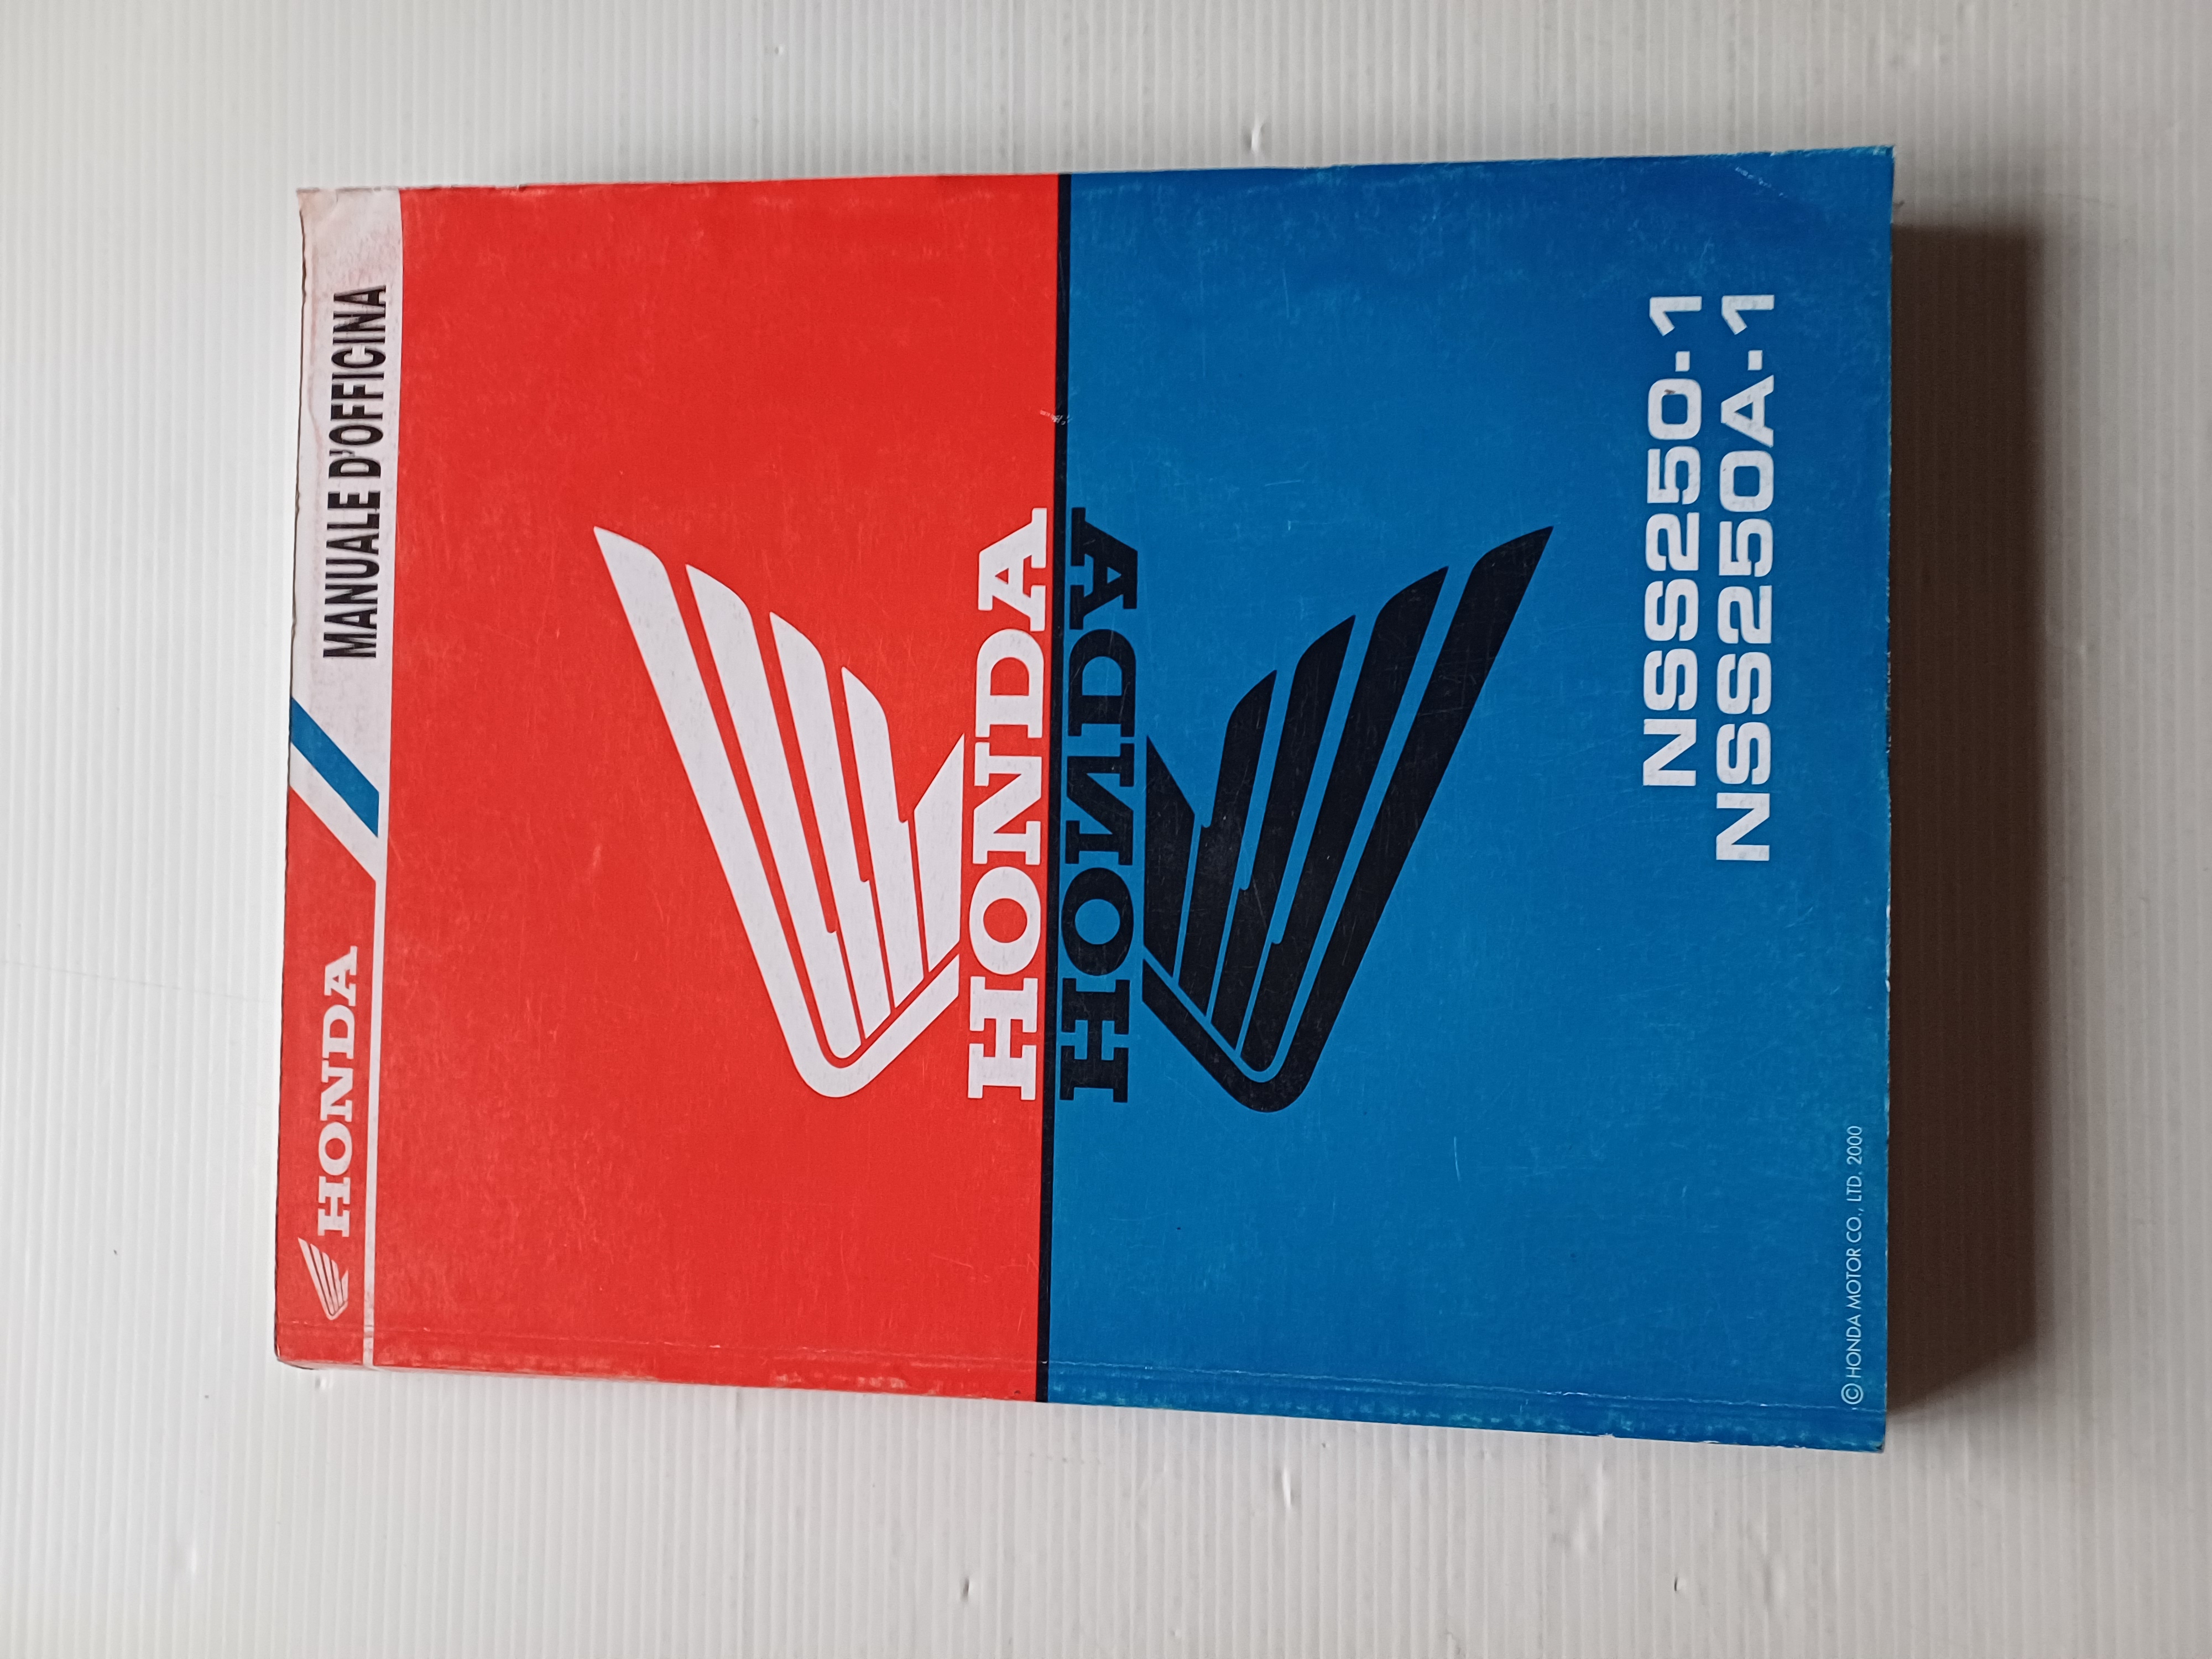 HONDA
MANUALE D'OFFICINA
HONDA
HONDA
NSS250-1
NSS250A-1
© HONDA MOTOR CO., LTD. 2000